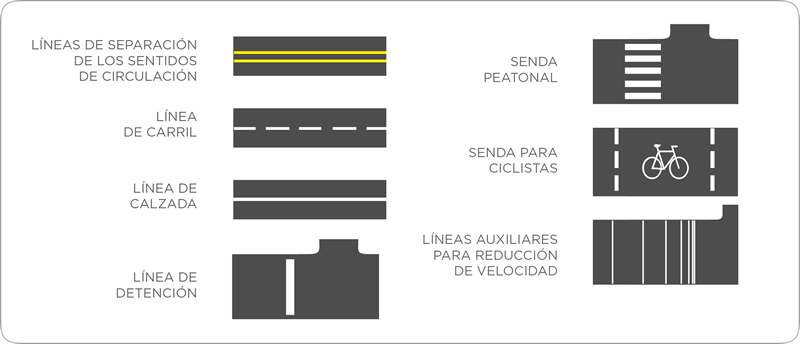 LÍNEAS DE SEPARACIÓN
DE LOS SENTIDOS
DE CIRCULACIÓN
LÍNEA
DE CARRIL
LÍNEA DE
CALZADA
LÍNEA DE
DETENCIÓN
SENDA
PEATONAL
SENDA PARA
CICLISTAS
LÍNEAS AUXILIARES
PARA REDUCCIÓN
DE VELOCIDAD